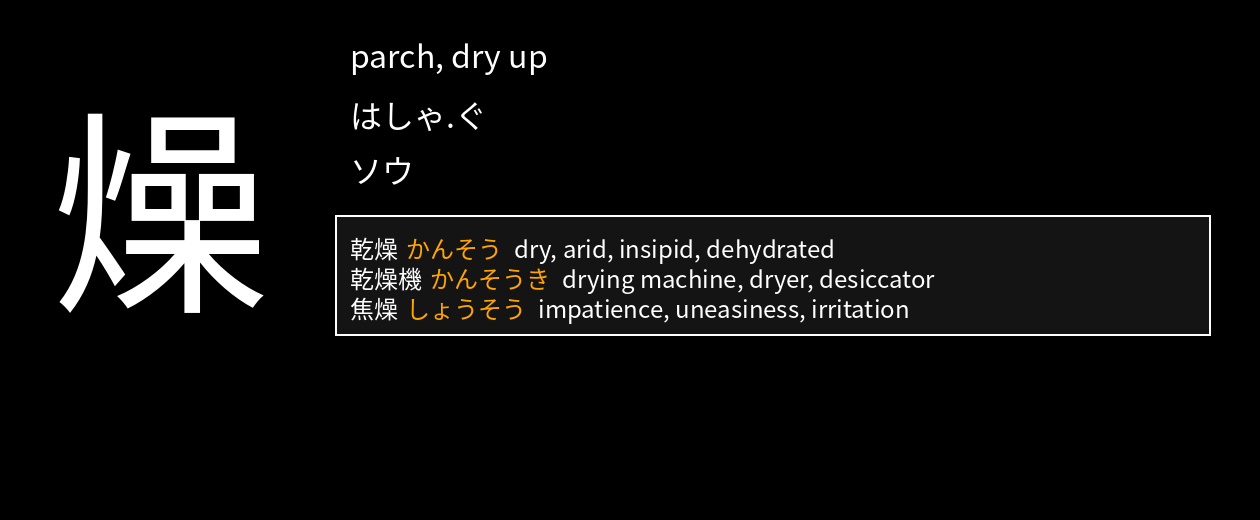 燥
parch, dry up
はしゃ.ぐ
ソウ
乾燥 かんそう dry, arid, insipid, dehydrated
乾燥機 かんそうき drying machine, dryer, desiccator
焦燥 しょうそう impatience, uneasiness, irritation